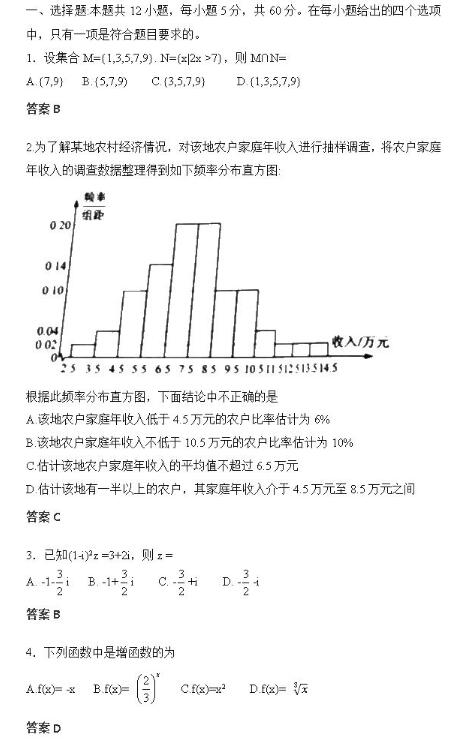 一、选择题:本题共 12 小题，每小题 5 分，共 60 分。在每小题给出的四个选项
中，只有一项是符合题目要求的。
1．设集合 M={1,3,5,7,9}. N={x|2x >7}，则 M∩N=
A.{7,9} B.{5,7,9} C.{3,5,7,9} D.{1,3,5,7,9}
答案 B
2.为了解某地农村经济情况，对该地农户家庭年收入进行抽样调查，将农户家庭
年收入的调查数据整理得到如下频率分布直方图:
频率
组距
0 20
0 14
0 10
0.04
0 02
0
2 5 3 5 4 5 5 5 6 5 7 5 8 5 9 5 10 5 11 5 12 5 13 5 14.5
收入/万元
根据此频率分布直方图，下面结论中不正确的是
A.该地农户家庭年收入低于 4.5 万元的农户比率估计为 6%
B.该地农户家庭年收入不低于 10.5 万元的农户比率估计为 10%
C.估计该地农户家庭年收入的平均值不超过 6.5 万元
D.估计该地有一半以上的农户，其家庭年收入介于 4.5 万元至 8.5 万元之间
答案 C
3．已知(1-i)²z =3+2i，则 z =
A. -1-3/2 i B. -1+3/2 i C. -3/2 +i D. -3/2 -i
答案 B
4．下列函数中是增函数的为
A.f(x)= -x B.f(x)= (2/3)ˣ C.f(x)=x² D.f(x)= ∛x
答案 D